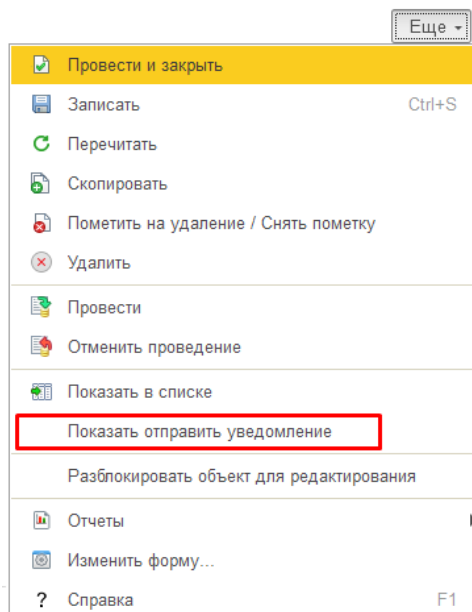 Еще
Провести и закрыть
Записать Ctrl+S
Перечитать
Скопировать
Пометить на удаление / Снять пометку
Удалить
Провести
Отменить проведение
Показать в списке
Показать отправить уведомление
Разблокировать объект для редактирования
Отчеты
Изменить форму...
Справка F1